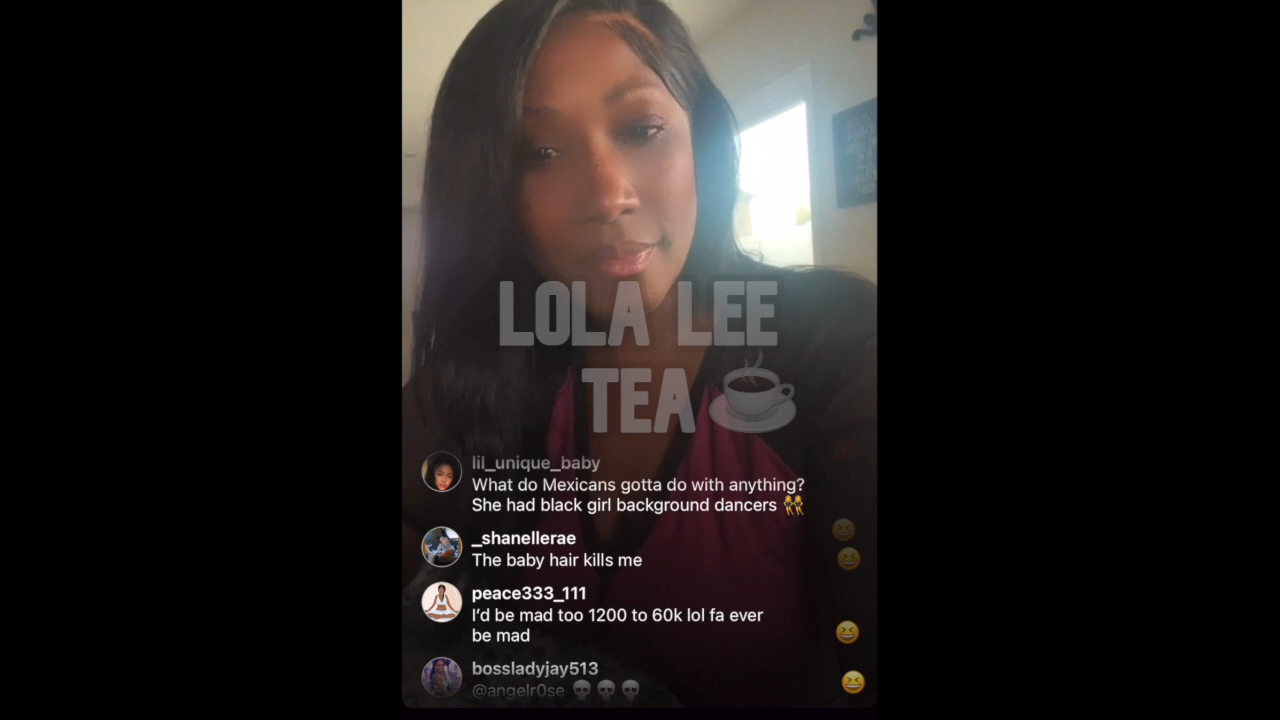 LOLA LEE
TEA
lil_unique_baby
What do Mexicans gotta do with anything?
She had black girl background dancers 👯
_shanellerae
The baby hair kills me
peace333_111
I'd be mad too 1200 to 60k lol fa ever
be mad
bossladyjay513
@angelr0se 💀💀💀